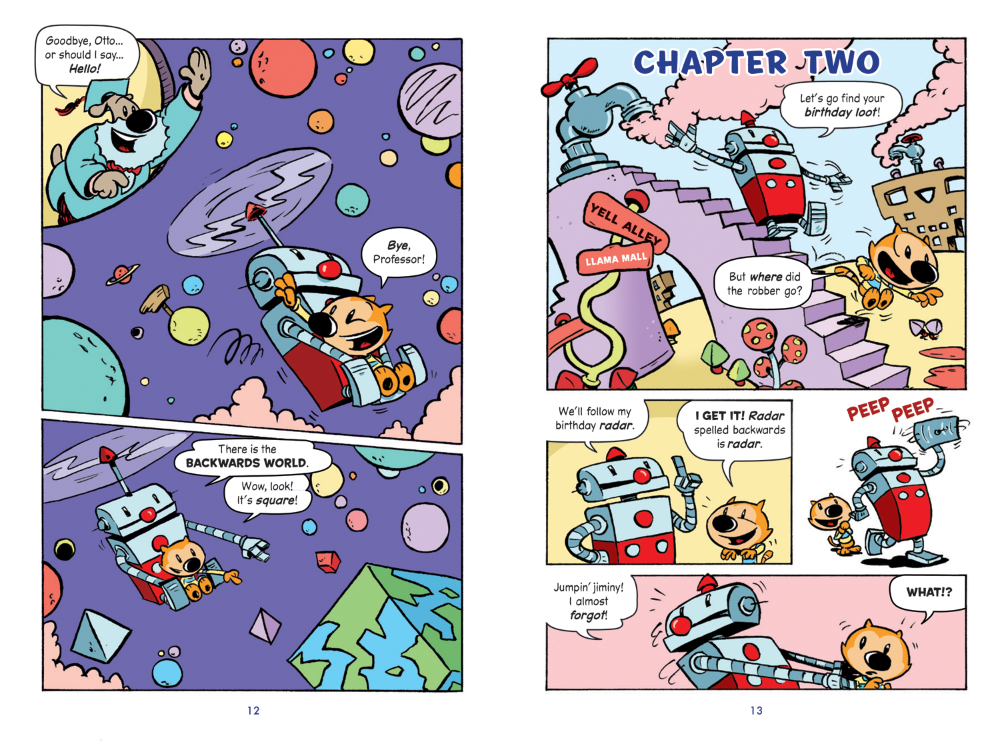 Goodbye, Otto...
or should I say...
Hello!
Bye,
Professor!
There is the
BACKWARDS WORLD.
Wow, look!
It's square!
12
CHAPTER TWO
Let's go find your
birthday loot!
YELL ALLEY
LLAMA MALL
But where did
the robber go?
We'll follow my
birthday radar.
I GET IT! Radar
spelled backwards
is radar.
PEEP
PEEP
Jumpin' jiminy!
I almost
forgot!
WHAT!?
13